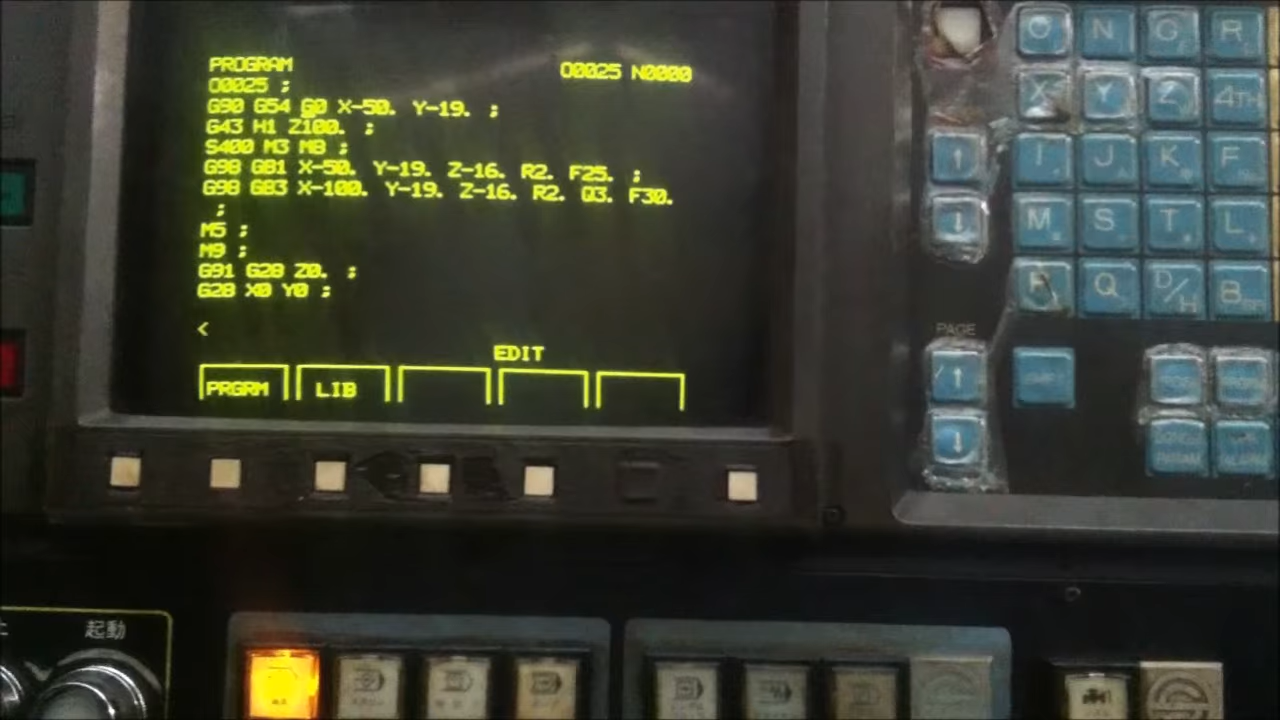 PROGRAM
O0025 N0000
O0025 ;
G90 G54 G0 X-50. Y-19. ;
G43 H1 Z100. ;
S400 M3 M8 ;
G98 G81 X-50. Y-19. Z-16. R2. F25. ;
G98 G83 X-100. Y-19. Z-16. R2. Q3. F30.
;
M5 ;
M9 ;
G91 G28 Z0. ;
G28 X0 Y0 ;
<
EDIT
PRGRM LIB
O N G R
X Y Z 4TH
↑ I J K F
↓ M S T L
R Q D/H B
PAGE
↑
↓
起動